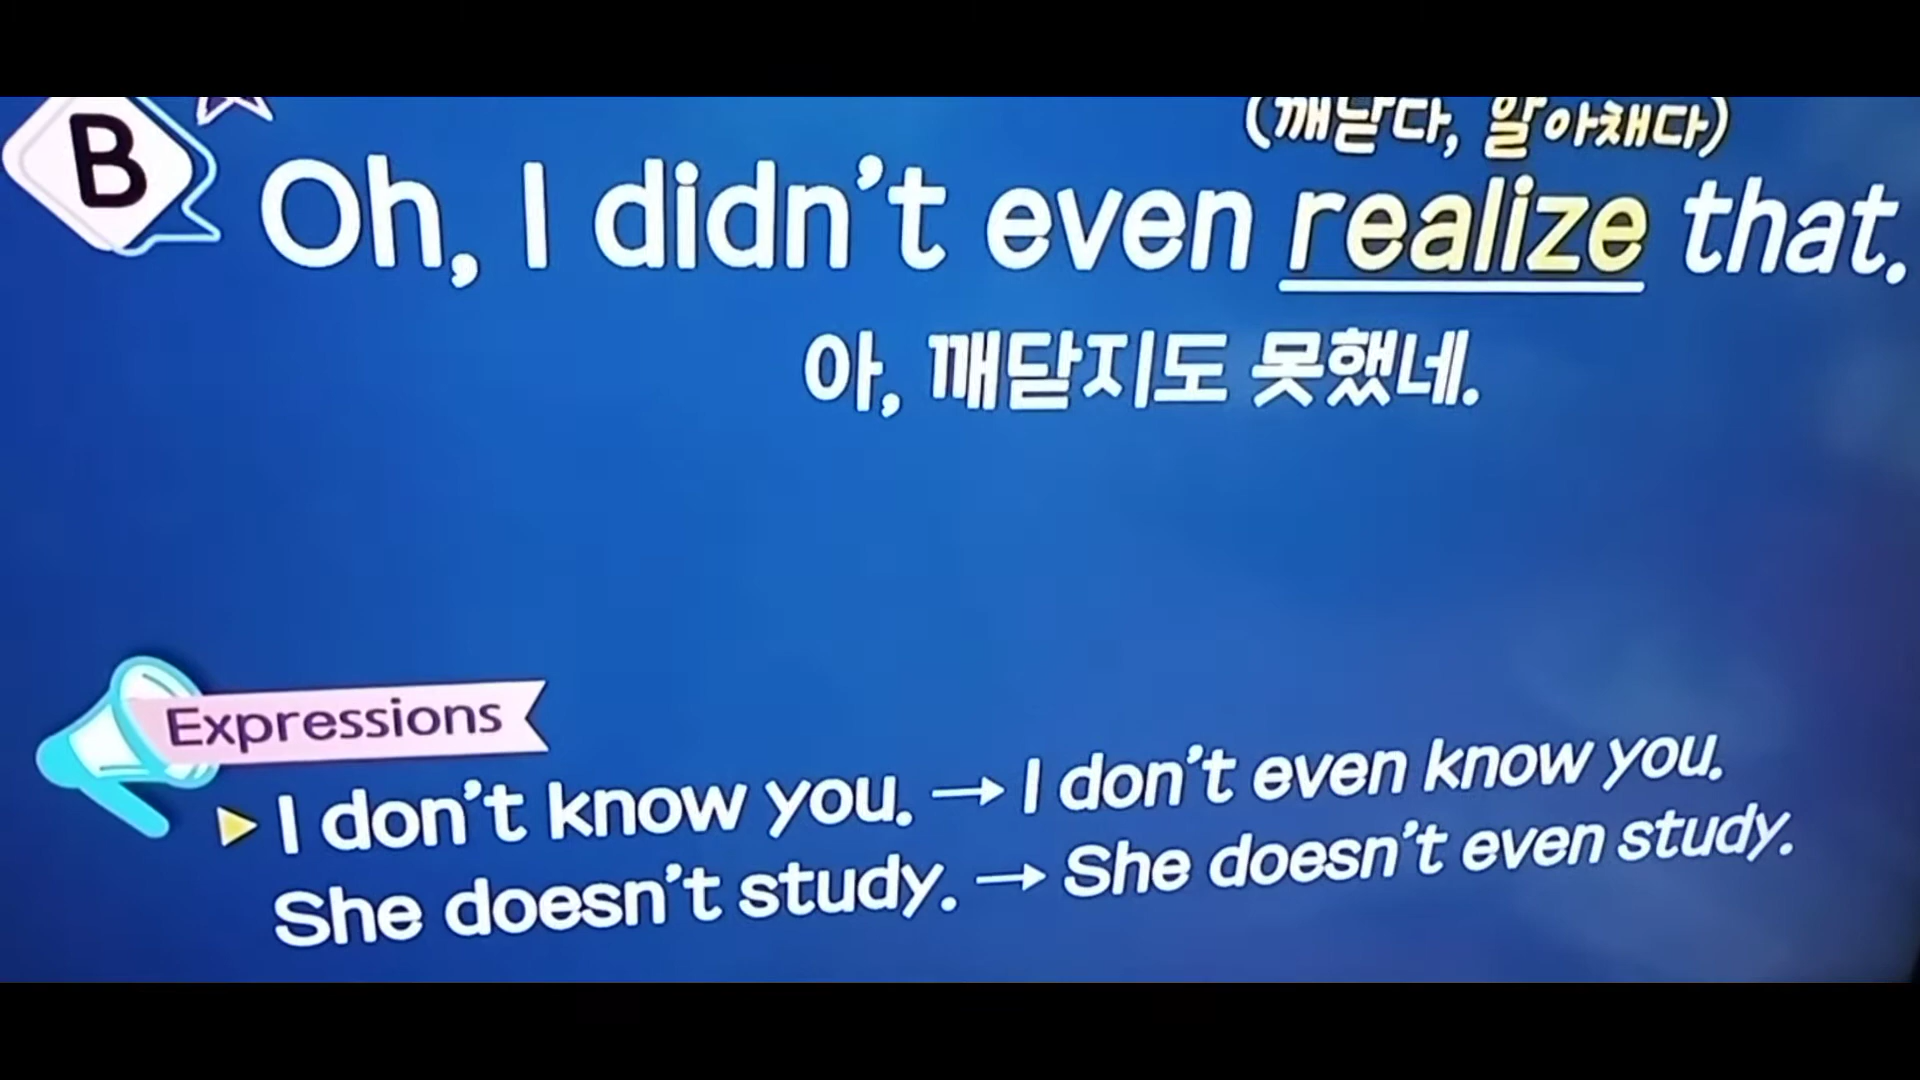 B
(깨닫다, 알아채다)
Oh, I didn't even realize that.
아, 깨닫지도 못했네.
Expressions
I don't know you. → I don't even know you.
She doesn't study. → She doesn't even study.